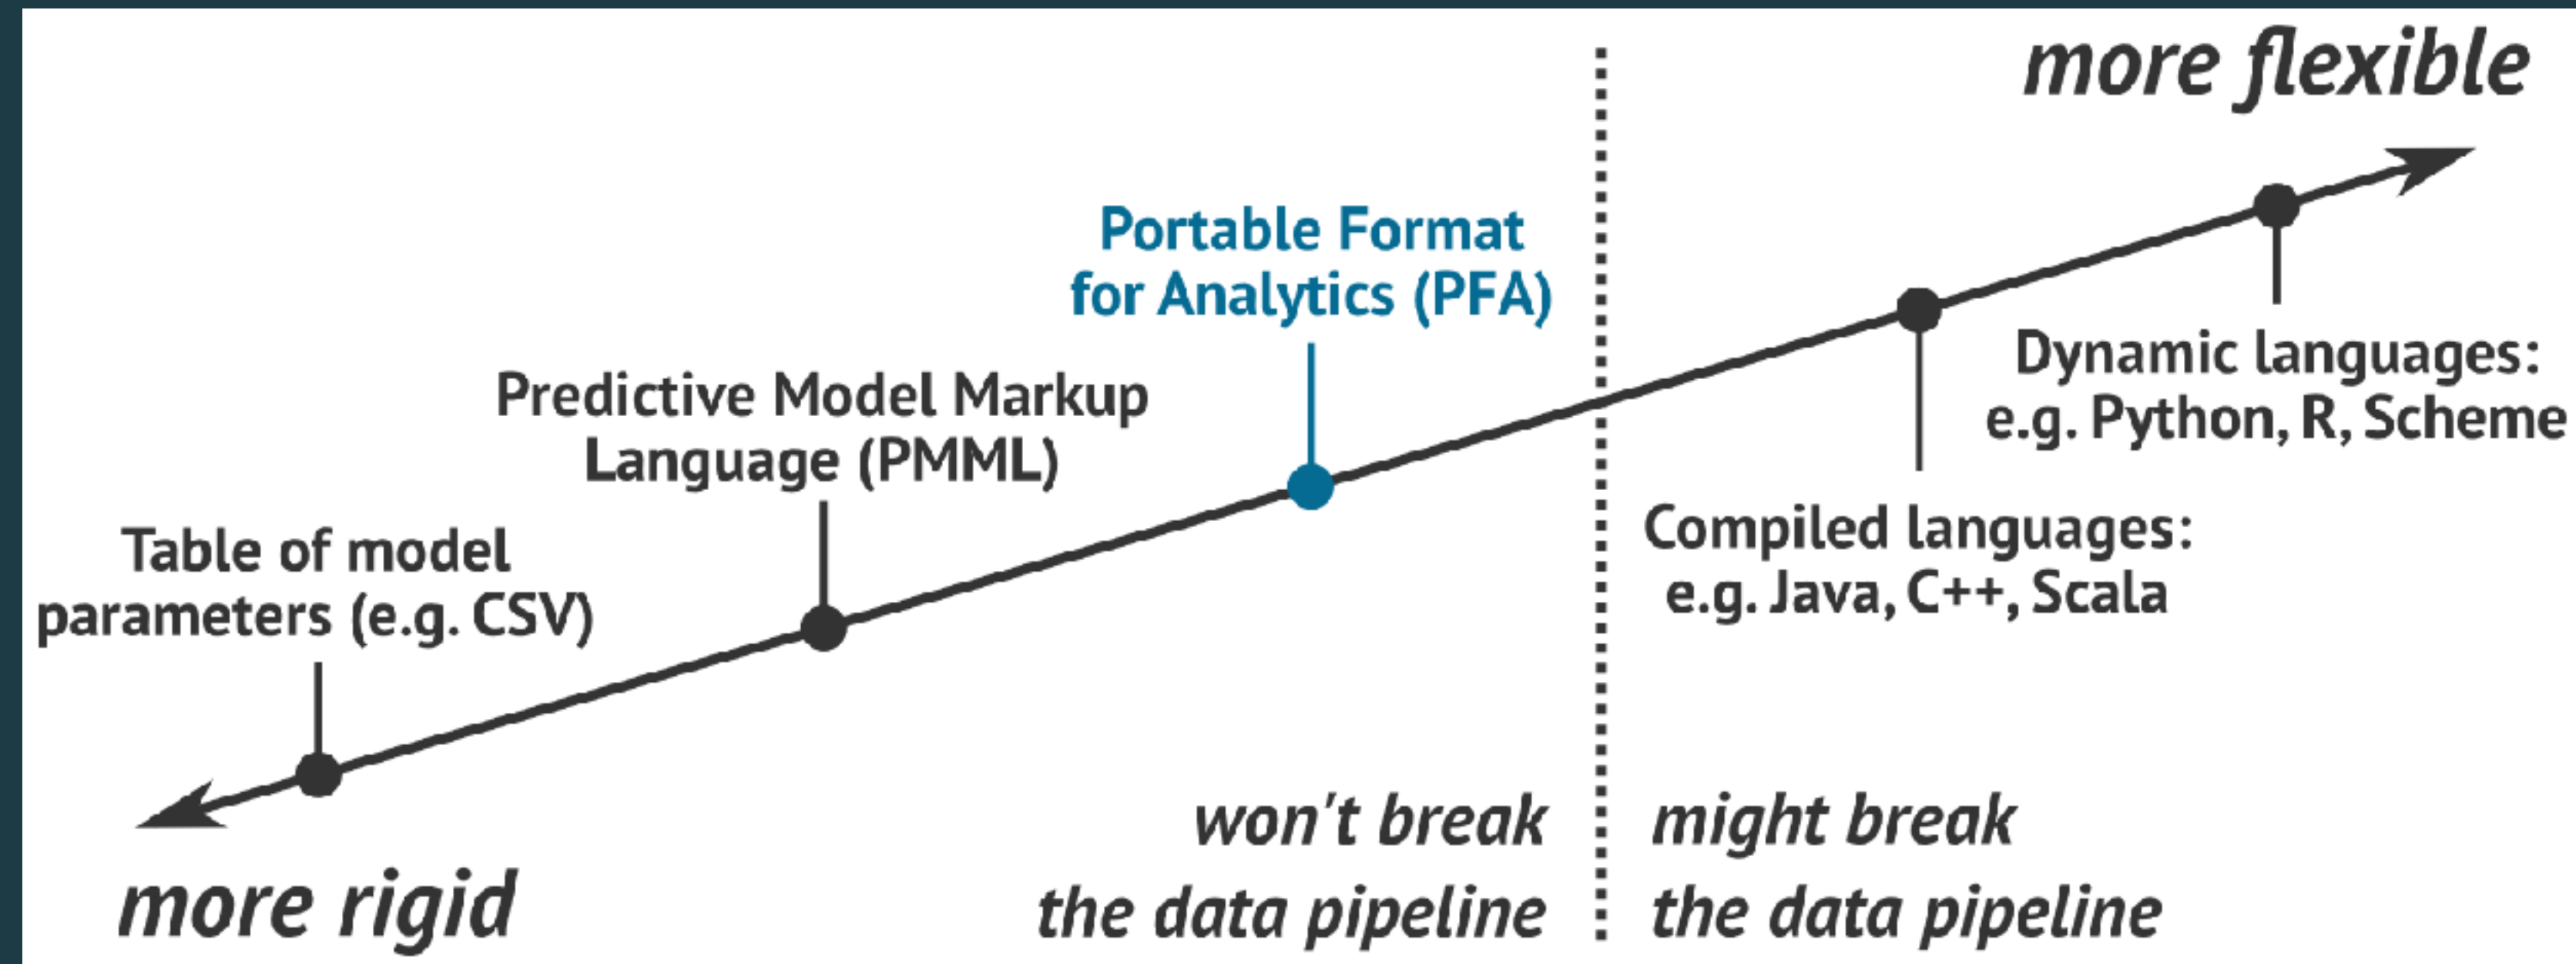 more flexible
Portable Format
for Analytics (PFA)
Dynamic languages:
e.g. Python, R, Scheme
Predictive Model Markup
Language (PMML)
Compiled languages:
e.g. Java, C++, Scala
Table of model
parameters (e.g. CSV)
won't break
the data pipeline
might break
the data pipeline
more rigid